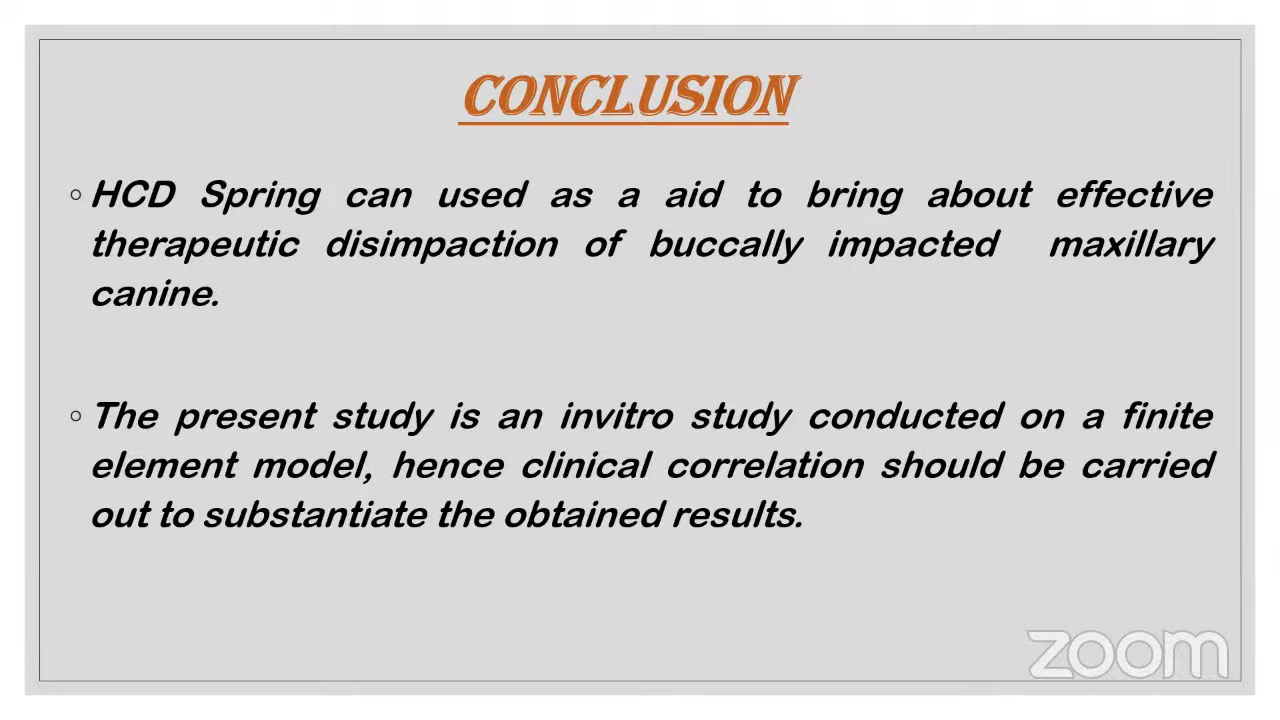 CONCLUSION
◦ HCD Spring can used as a aid to bring about effective
therapeutic disimpaction of buccally impacted maxillary
canine.
◦ The present study is an invitro study conducted on a finite
element model, hence clinical correlation should be carried
out to substantiate the obtained results.
zoom